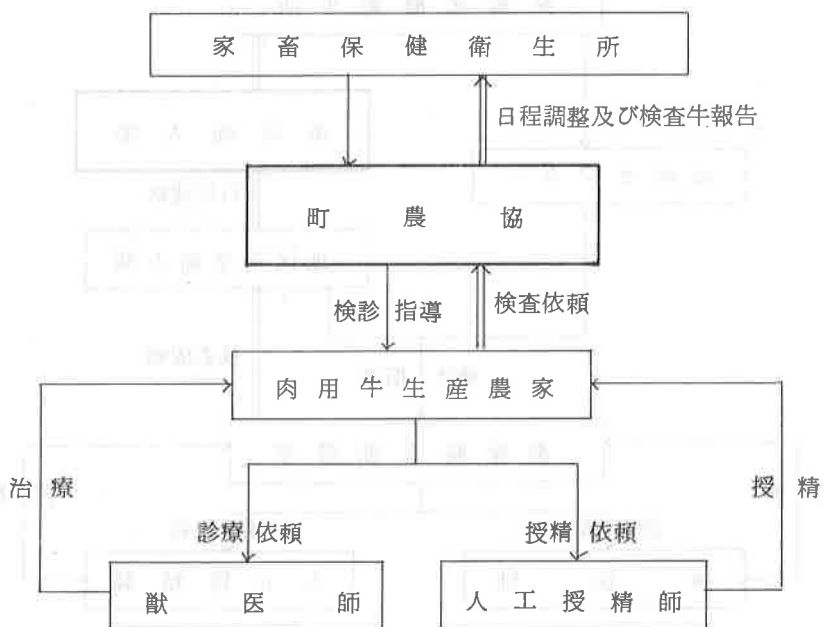 家畜保健衛生所
日程調整及び検査牛報告
町農協
検診指導
検査依頼
肉用牛生産農家
治療
授精
診療依頼
授精依頼
獣医師
人工授精師